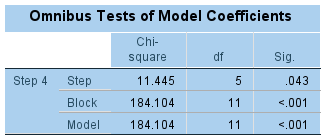 Omnibus Tests of Model Coefficients
Chi-
square df Sig.
Step 4 Step 11.445 5 .043
Block 184.104 11 <.001
Model 184.104 11 <.001